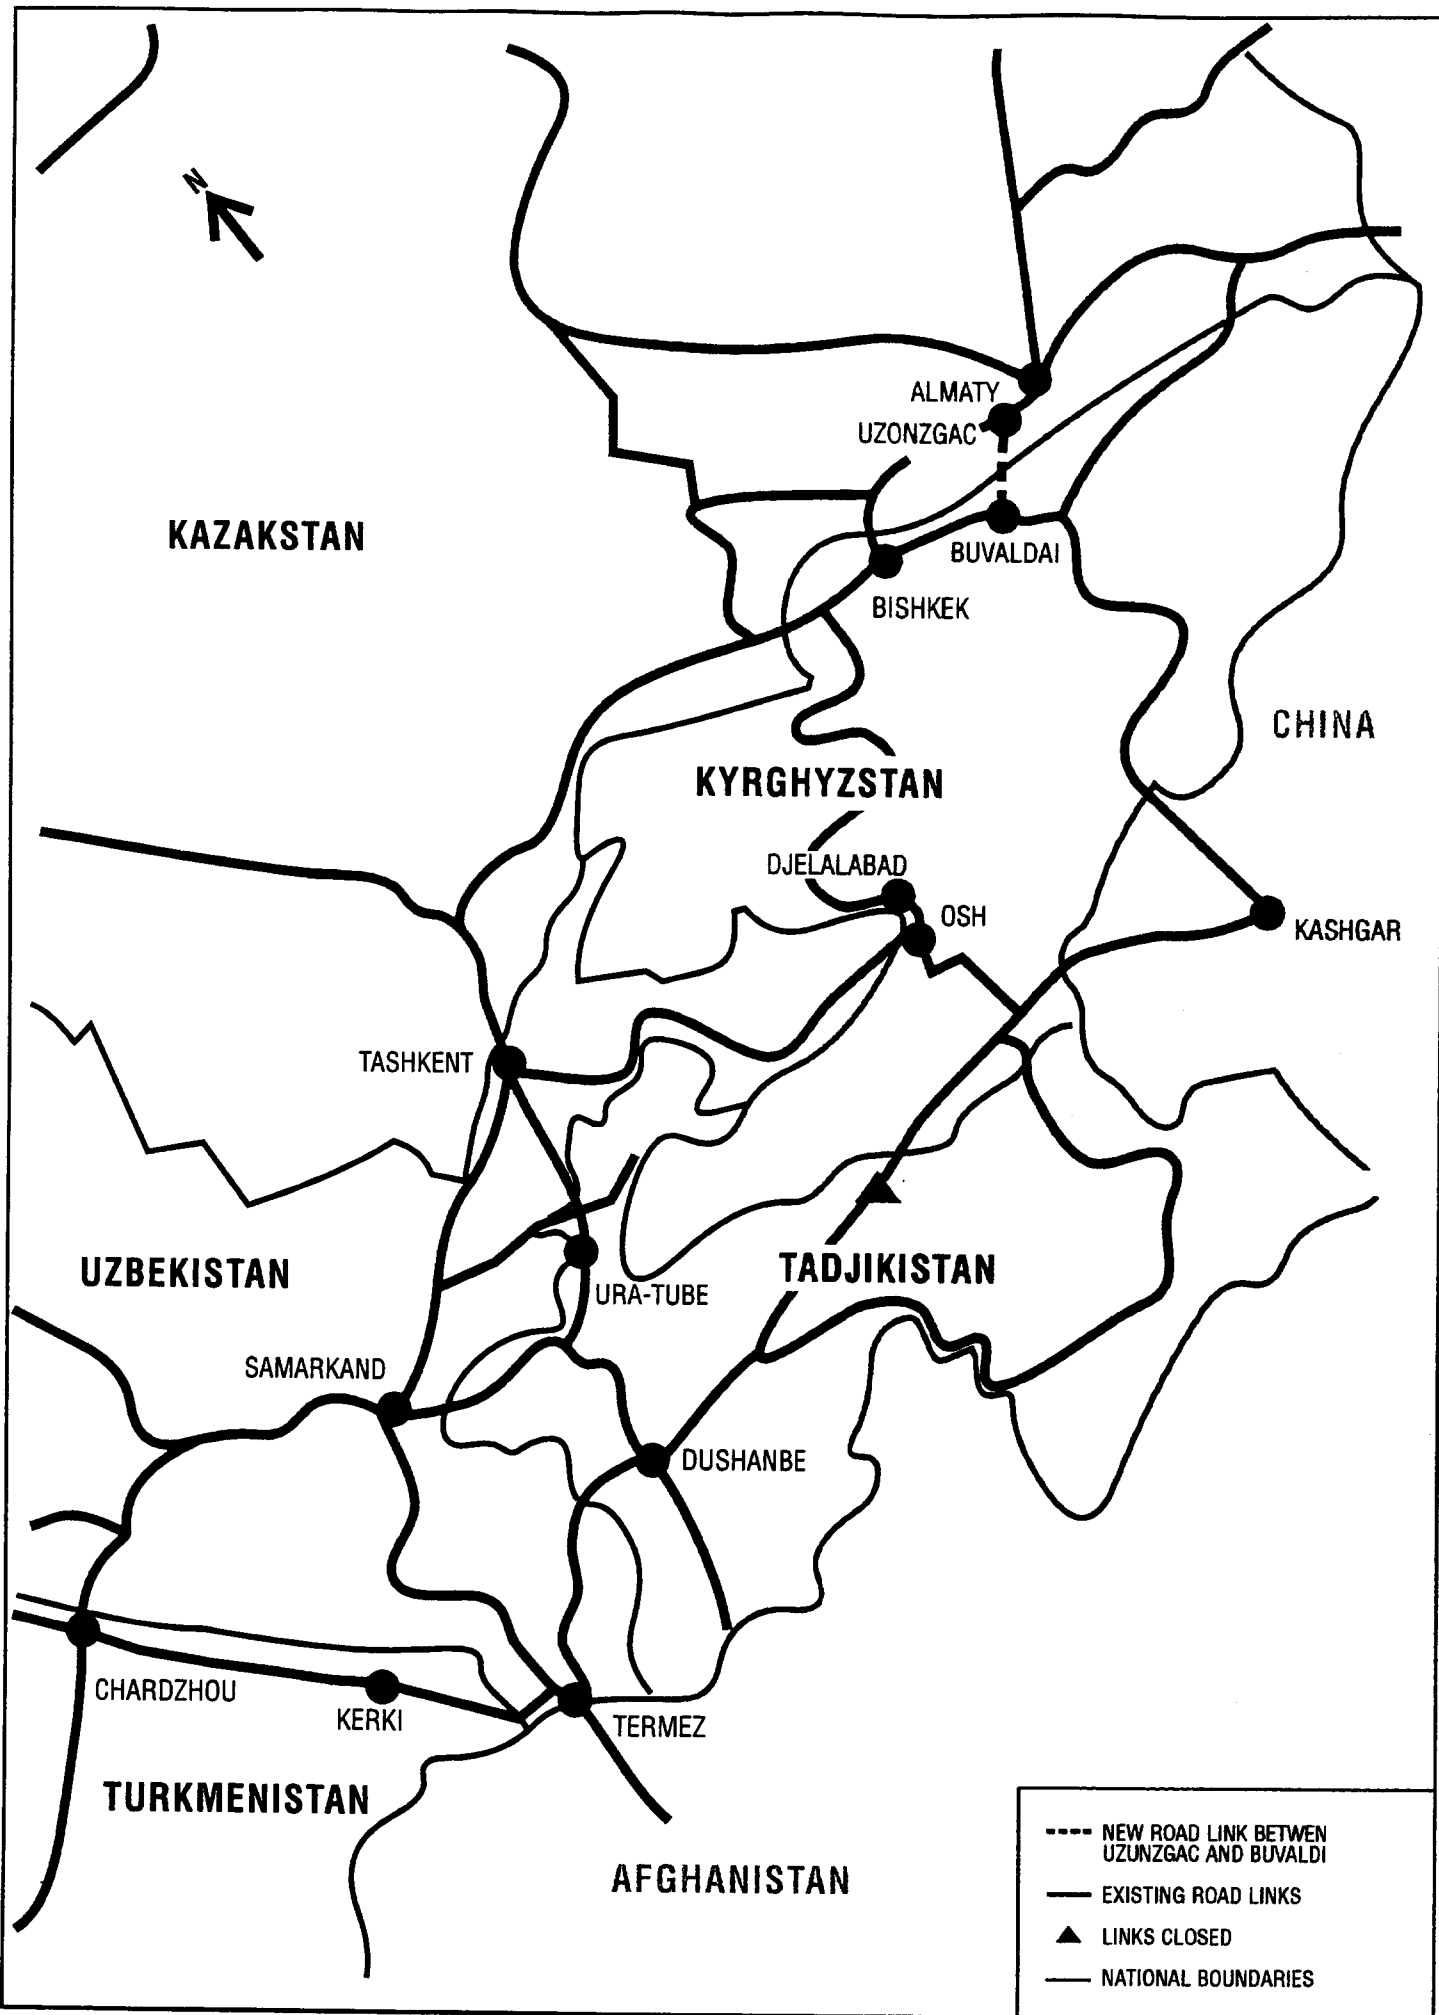 N
ALMATY
UZONZGAC
KAZAKSTAN
BUVALDAI
BISHKEK
CHINA
KYRGHYZSTAN
DJELALABAD
OSH
KASHGAR
TASHKENT
UZBEKISTAN
TADJIKISTAN
URA-TUBE
SAMARKAND
DUSHANBE
CHARDZHOU
KERKI
TERMEZ
TURKMENISTAN
AFGHANISTAN
NEW ROAD LINK BETWEN
UZUNZGAC AND BUVALDI
EXISTING ROAD LINKS
LINKS CLOSED
NATIONAL BOUNDARIES